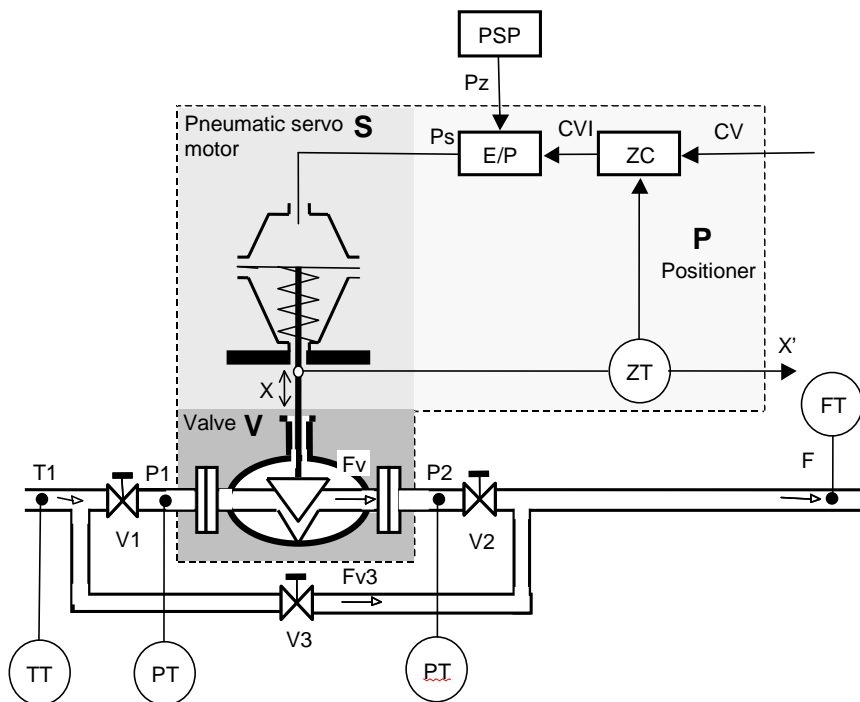 PSP
Pz
Pneumatic servo S
motor
Ps
CVI
CV
E/P
ZC
P
Positioner
X'
X
ZT
FT
Valve V
Fv
F
T1
P1
P2
V1
V2
Fv3
V3
TT
PT
PT